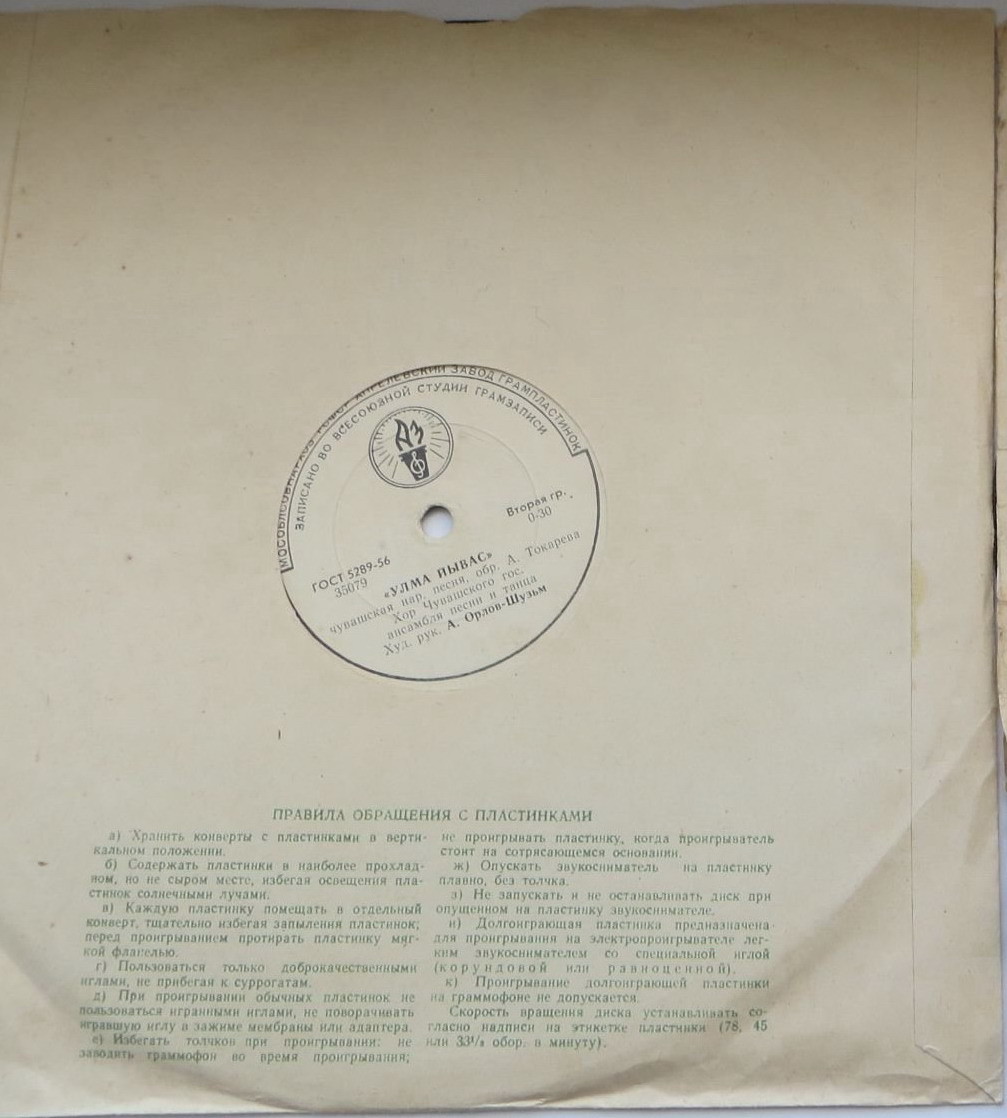 МОСОБЛСОВНАРХОЗ АПРЕЛЕВСКИЙ ЗАВОД ГРАМПЛАСТИНОК
ЗАПИСАНО ВО ВСЕСОЮЗНОЙ СТУДИИ ГРАМЗАПИСИ
АЗ
Вторая гр.
0-30
ГОСТ 5289-56
35079
«УЛМА ЙЫВАС»
чувашская нар. песня, обр. А. Токарева
Хор Чувашского гос.
ансамбля песни и танца
Худ. рук. А. Орлов-Шузьм
ПРАВИЛА ОБРАЩЕНИЯ С ПЛАСТИНКАМИ
а) Хранить конверты с пластинками в верти-
кальном положении.
б) Содержать пластинки в наиболее прохлад-
ном, но не сыром месте, избегая освещения пла-
стинок солнечными лучами.
в) Каждую пластинку помещать в отдельный
конверт, тщательно избегая запыления пластинок;
перед проигрыванием протирать пластинку мяг-
кой фланелью.
г) Пользоваться только доброкачественными
иглами, не прибегая к суррогатам.
д) При проигрывании обычных пластинок не
пользоваться игранными иглами, не поворачивать
игравшую иглу в зажиме мембраны или адаптера.
е) Избегать толчков при проигрывании: не
заводить граммофон во время проигрывания;
не проигрывать пластинку, когда проигрыватель
стоит на сотрясающемся основании.
ж) Опускать звукосниматель на пластинку
плавно, без толчка.
з) Не запускать и не останавливать диск при
опущенном на пластинку звукоснимателе.
и) Долгоиграющая пластинка предназначена
для проигрывания на электропроигрывателе лег-
ким звукоснимателем со специальной иглой
(корундовой или равноценной).
к) Проигрывание долгоиграющей пластинки
на граммофоне не допускается.
Скорость вращения диска устанавливать со-
гласно надписи на этикетке пластинки (78, 45
или 33¹/₃ обор. в минуту).